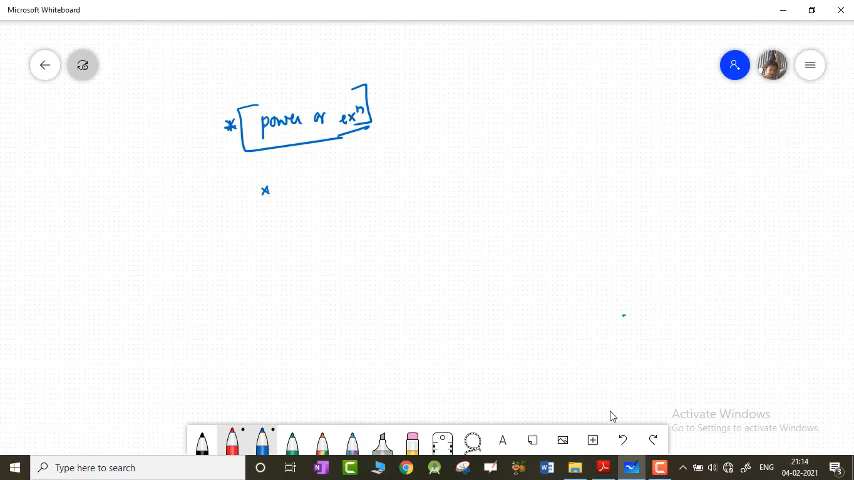 Microsoft Whiteboard
* [ power or exⁿ ]
*
Activate Windows
Go to Settings to activate Windows.
Type here to search
ENG
21:14
04-02-2021